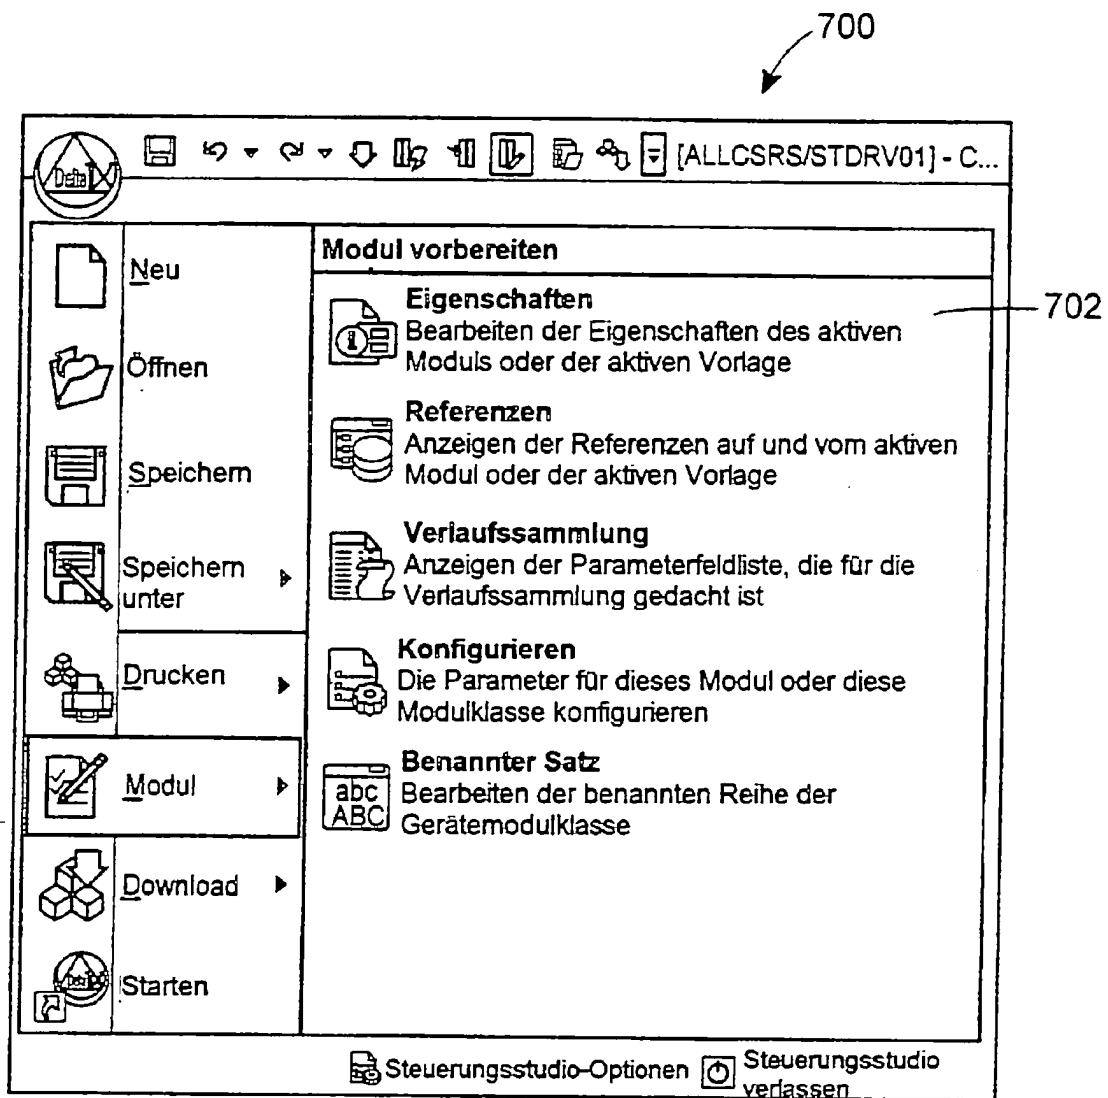 700
[ALLCSRS/STDRV01] - C...
Neu
Öffnen
Speichern
Speichern
unter
Drucken
Modul
Download
Starten
Modul vorbereiten
702
Eigenschaften
Bearbeiten der Eigenschaften des aktiven
Moduls oder der aktiven Vorlage
Referenzen
Anzeigen der Referenzen auf und vom aktiven
Modul oder der aktiven Vorlage
Verlaufssammlung
Anzeigen der Parameterfeldliste, die für die
Verlaufssammlung gedacht ist
Konfigurieren
Die Parameter für dieses Modul oder diese
Modulklasse konfigurieren
abc
ABC
Benannter Satz
Bearbeiten der benannten Reihe der
Gerätemodulklasse
Steuerungsstudio-Optionen
Steuerungsstudio
verlassen